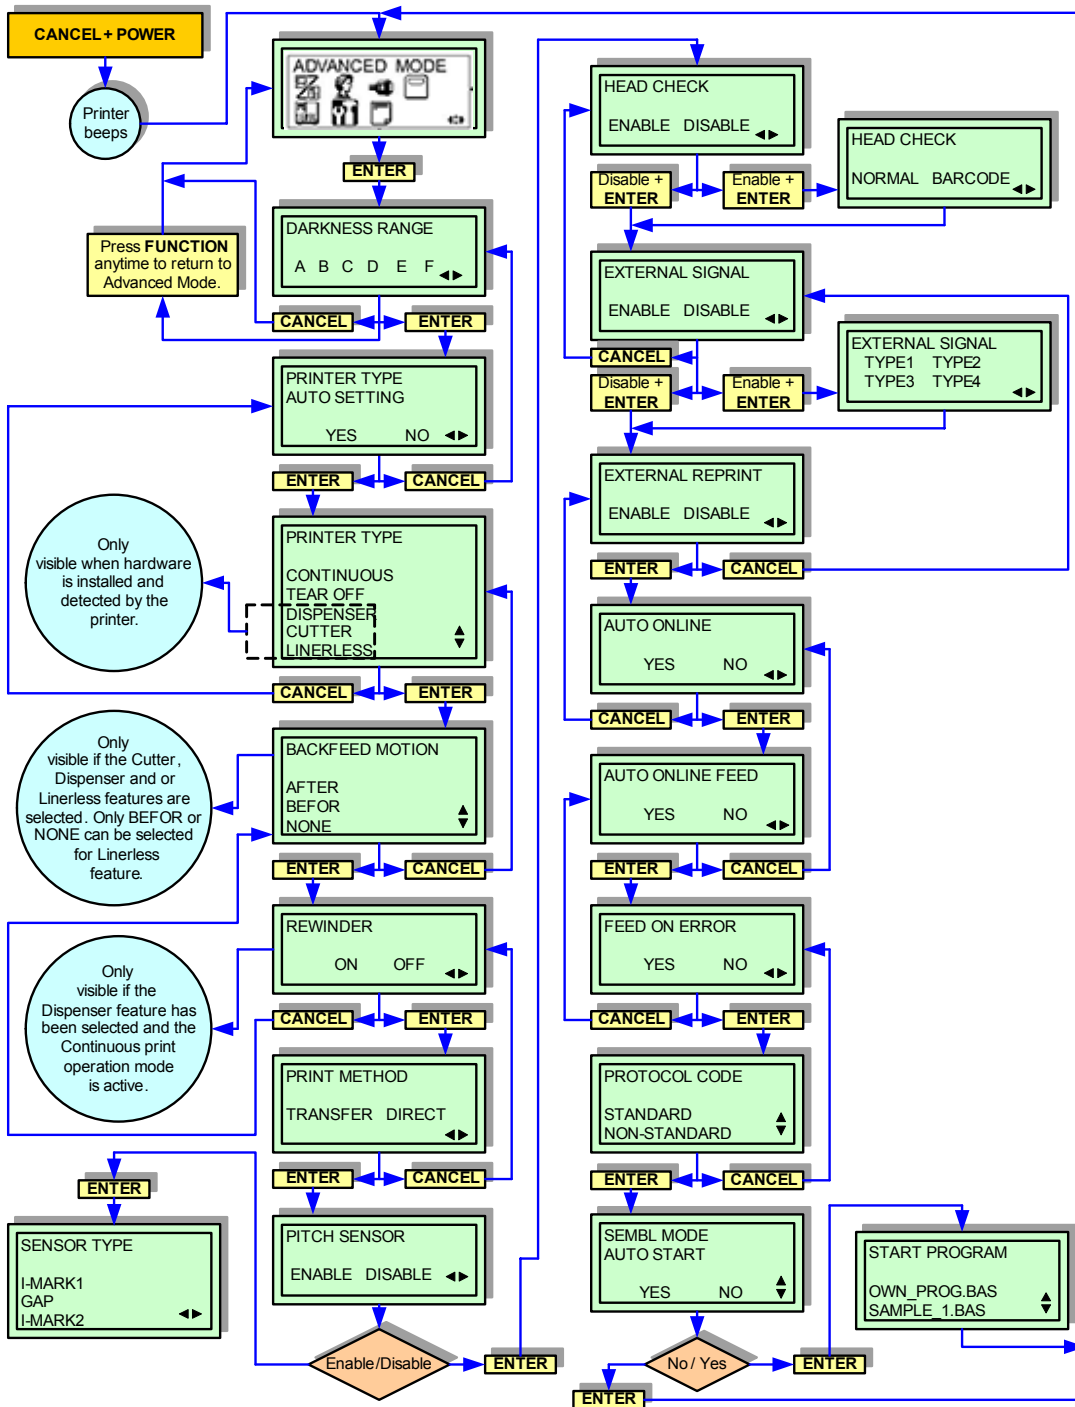 CANCEL + POWER
Printer
beeps
ADVANCED MODE
ENTER
DARKNESS RANGE
A B C D E F
Press FUNCTION
anytime to return to
Advanced Mode.
CANCEL
ENTER
PRINTER TYPE
AUTO SETTING
YES NO
ENTER
CANCEL
Only
visible when hardware
is installed and
detected by the
printer.
PRINTER TYPE
CONTINUOUS
TEAR OFF
DISPENSER
CUTTER
LINERLESS
CANCEL
ENTER
Only
visible if the Cutter,
Dispenser and or
Linerless features are
selected. Only BEFOR or
NONE can be selected
for Linerless
feature.
BACKFEED MOTION
AFTER
BEFOR
NONE
ENTER
CANCEL
Only
visible if the
Dispenser feature has
been selected and the
Continuous print
operation mode
is active.
REWINDER
ON OFF
CANCEL
ENTER
PRINT METHOD
TRANSFER DIRECT
ENTER
CANCEL
PITCH SENSOR
ENABLE DISABLE
ENTER
SENSOR TYPE
I-MARK1
GAP
I-MARK2
Enable/Disable
ENTER
HEAD CHECK
ENABLE DISABLE
Disable +
ENTER
Enable +
ENTER
HEAD CHECK
NORMAL BARCODE
EXTERNAL SIGNAL
ENABLE DISABLE
CANCEL
Disable +
ENTER
Enable +
ENTER
EXTERNAL SIGNAL
TYPE1 TYPE2
TYPE3 TYPE4
EXTERNAL REPRINT
ENABLE DISABLE
ENTER
CANCEL
AUTO ONLINE
YES NO
CANCEL
ENTER
AUTO ONLINE FEED
YES NO
ENTER
CANCEL
FEED ON ERROR
YES NO
CANCEL
ENTER
PROTOCOL CODE
STANDARD
NON-STANDARD
ENTER
CANCEL
SEMBL MODE
AUTO START
YES NO
No / Yes
ENTER
ENTER
START PROGRAM
OWN_PROG.BAS
SAMPLE_1.BAS